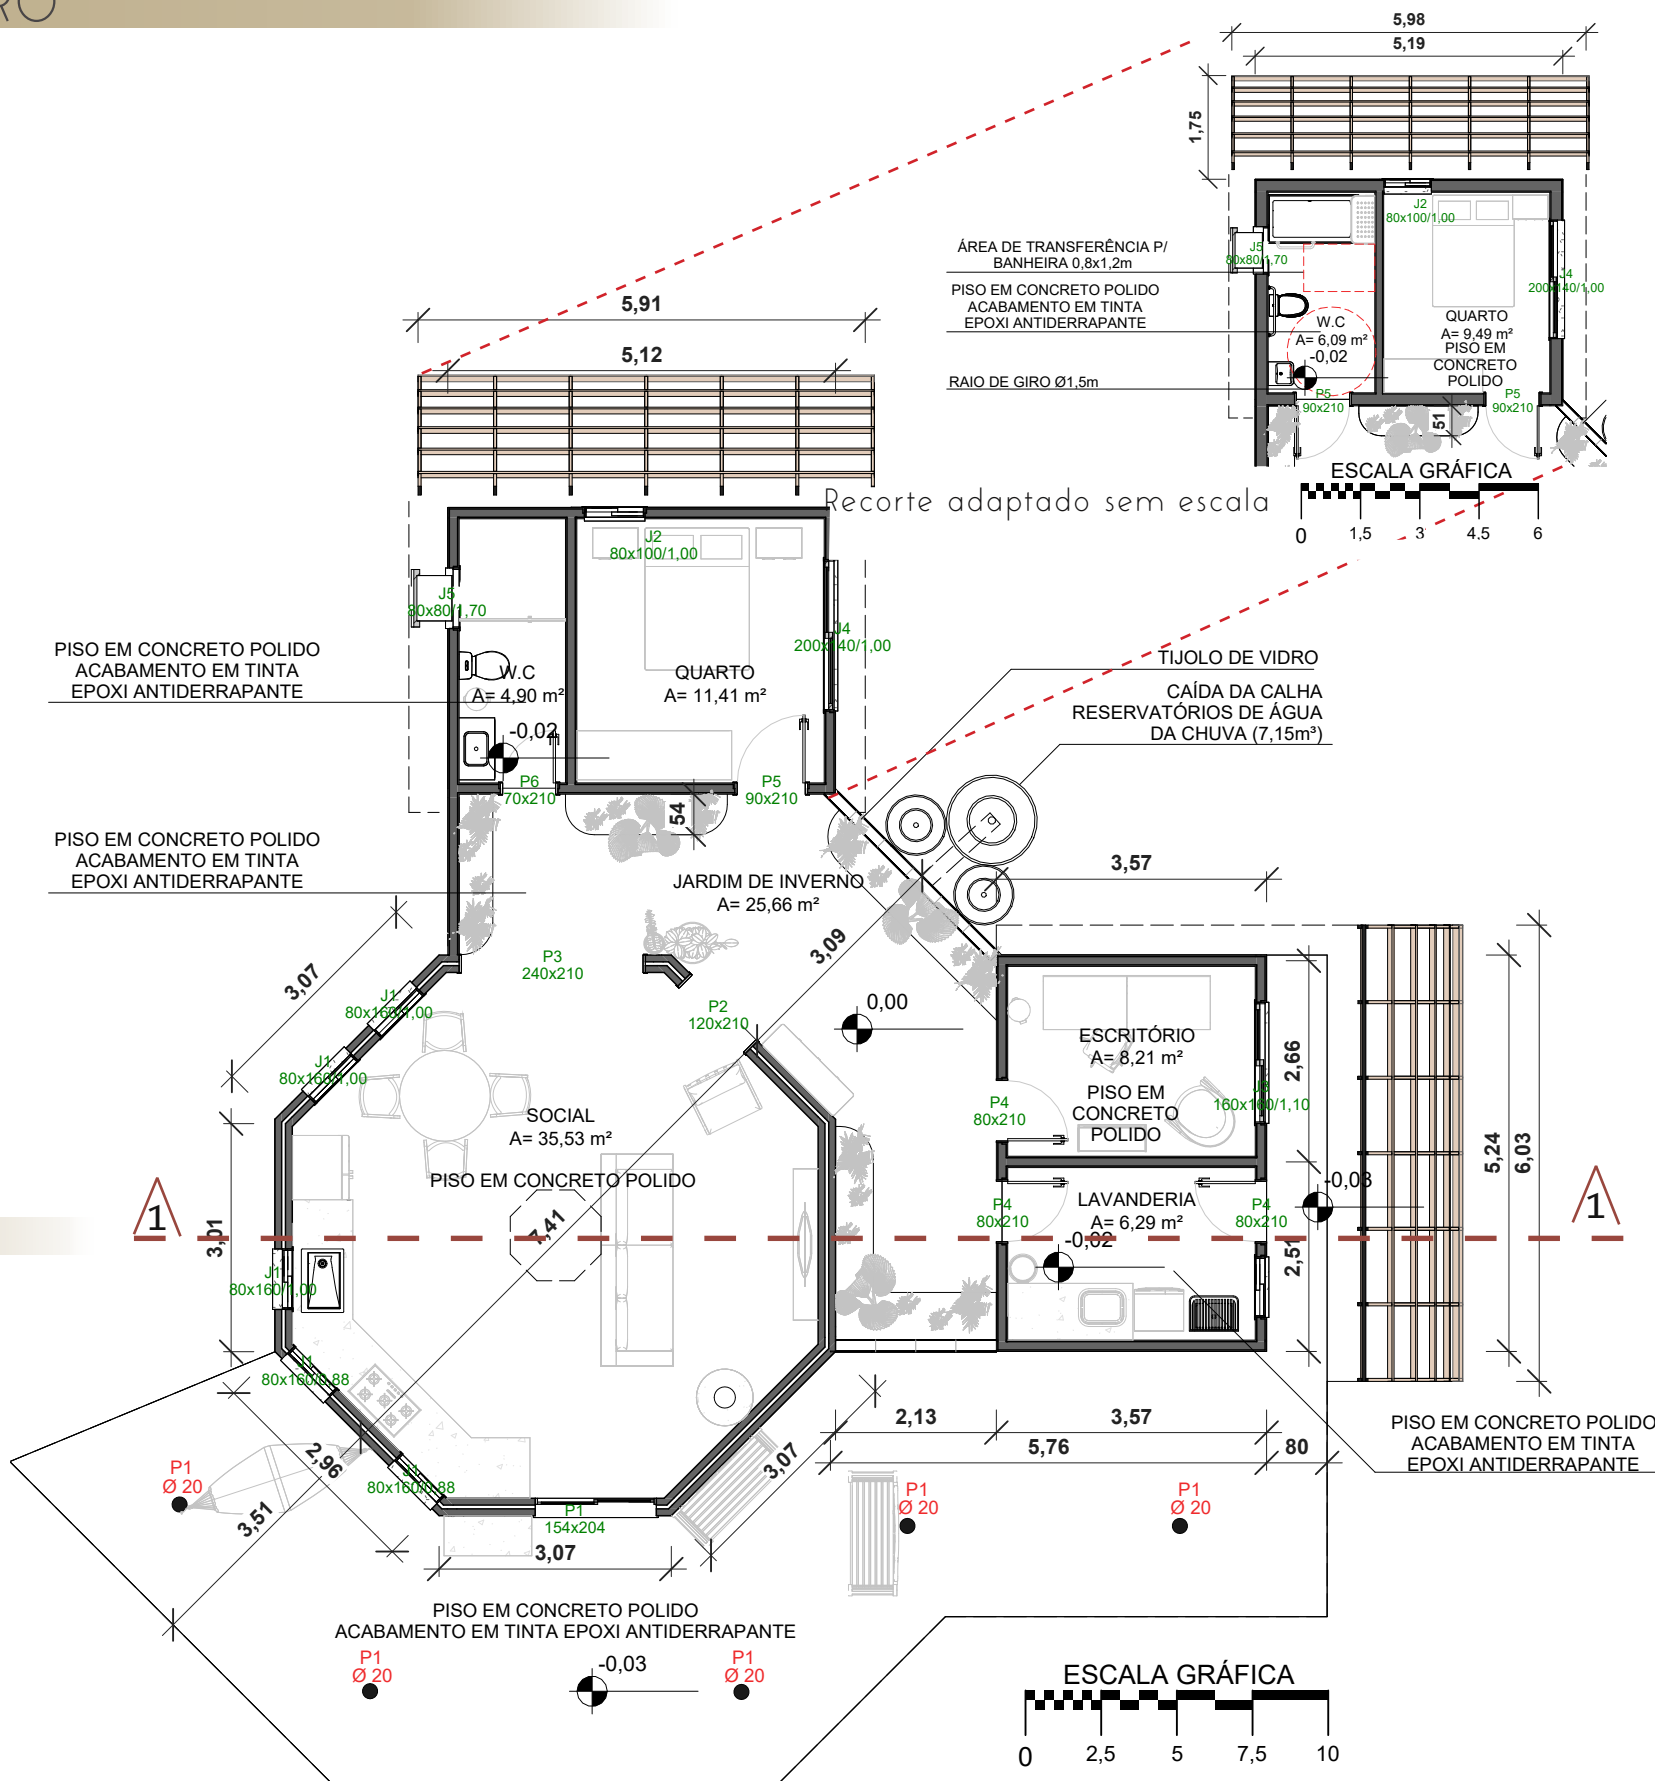 RO
5,98
5,19
1,75
J2
80x100/1,00
ÁREA DE TRANSFERÊNCIA P/
BANHEIRA 0,8x1,2m
J5
80x80/1,70
J4
200x140/1,00
PISO EM CONCRETO POLIDO
ACABAMENTO EM TINTA
EPOXI ANTIDERRAPANTE
W.C
A= 6,09 m²
-0,02
QUARTO
A= 9,49 m²
PISO EM
CONCRETO
POLIDO
RAIO DE GIRO Ø1,5m
P5
90x210
P5
90x210
51
ESCALA GRÁFICA
0
1,5
3
4,5
6
Recorte adaptado sem escala
5,91
5,12
J2
80x100/1,00
J5
80x80/1,70
J4
200x140/1,00
PISO EM CONCRETO POLIDO
ACABAMENTO EM TINTA
EPOXI ANTIDERRAPANTE
W.C
A= 4,90 m²
-0,02
QUARTO
A= 11,41 m²
TIJOLO DE VIDRO
CAÍDA DA CALHA
RESERVATÓRIOS DE ÁGUA
DA CHUVA (7,15m³)
P6
70x210
P5
90x210
54
PISO EM CONCRETO POLIDO
ACABAMENTO EM TINTA
EPOXI ANTIDERRAPANTE
JARDIM DE INVERNO
A= 25,66 m²
3,57
3,09
P3
240x210
3,07
J1
80x160/1,00
P2
120x210
0,00
J1
80x160/1,00
ESCRITÓRIO
A= 8,21 m²
PISO EM
CONCRETO
POLIDO
2,66
J3
160x160/1,10
P4
80x210
SOCIAL
A= 35,53 m²
PISO EM CONCRETO POLIDO
5,24
6,03
-0,03
LAVANDERIA
A= 6,29 m²
-0,02
P4
80x210
P4
80x210
1
1
7,41
3,01
2,51
J1
80x160/1,00
J1
80x160/0,88
2,13
3,57
5,76
80
PISO EM CONCRETO POLIDO
ACABAMENTO EM TINTA
EPOXI ANTIDERRAPANTE
2,96
J1
80x160/0,88
3,07
3,51
P1
Ø 20
P1
Ø 20
P1
Ø 20
P1
154x204
3,07
PISO EM CONCRETO POLIDO
ACABAMENTO EM TINTA EPOXI ANTIDERRAPANTE
P1
Ø 20
-0,03
P1
Ø 20
ESCALA GRÁFICA
0
2,5
5
7,5
10